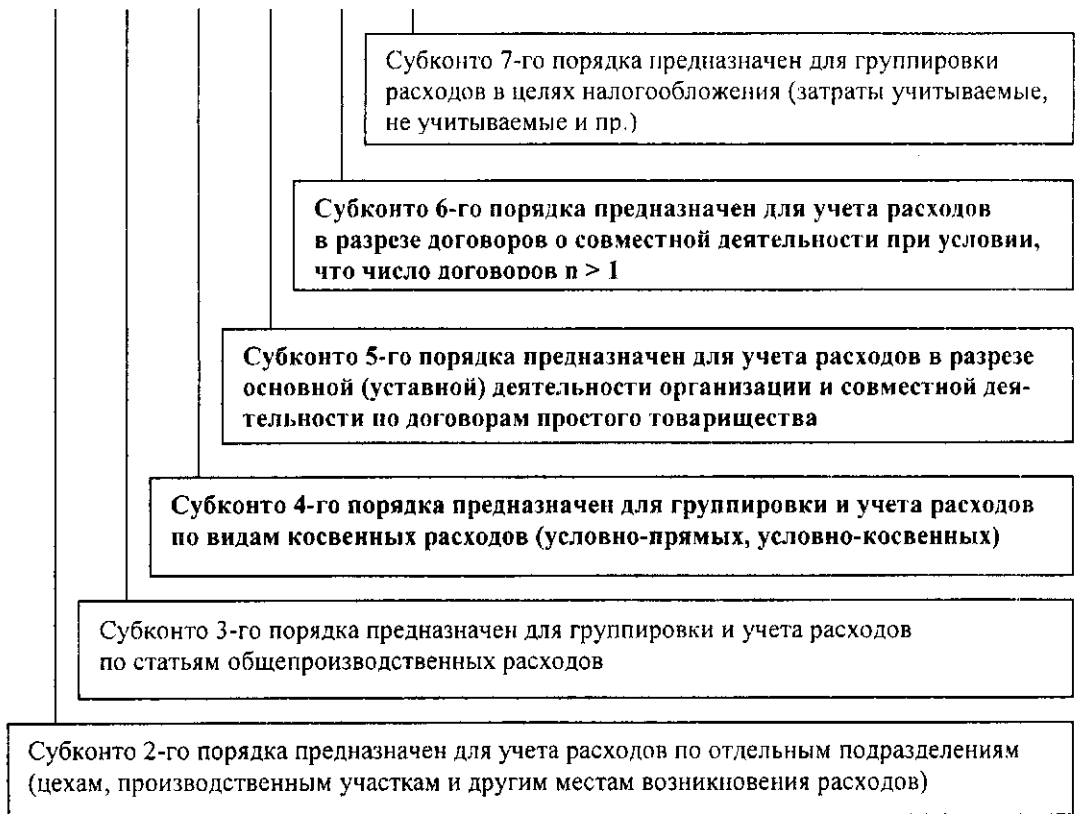 Субконто 7-го порядка предназначен для группировки
расходов в целях налогообложения (затраты учитываемые,
не учитываемые и пр.)
Субконто 6-го порядка предназначен для учета расходов
в разрезе договоров о совместной деятельности при условии,
что число договоров n > 1
Субконто 5-го порядка предназначен для учета расходов в разрезе
основной (уставной) деятельности организации и совместной дея-
тельности по договорам простого товарищества
Субконто 4-го порядка предназначен для группировки и учета расходов
по видам косвенных расходов (условно-прямых, условно-косвенных)
Субконто 3-го порядка предназначен для группировки и учета расходов
по статьям общепроизводственных расходов
Субконто 2-го порядка предназначен для учета расходов по отдельным подразделениям
(цехам, производственным участкам и другим местам возникновения расходов)